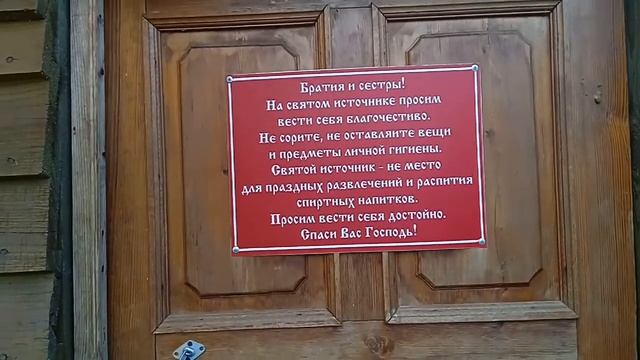 Братия и сестры!
На святом источнике просим
вести себя благочестиво.
Не сорите, не оставляйте вещи
и предметы личной гигиены.
Святой источник - не место
для праздных развлечений и распития
спиртных напитков.
Просим вести себя достойно.
Спаси Вас Господь!